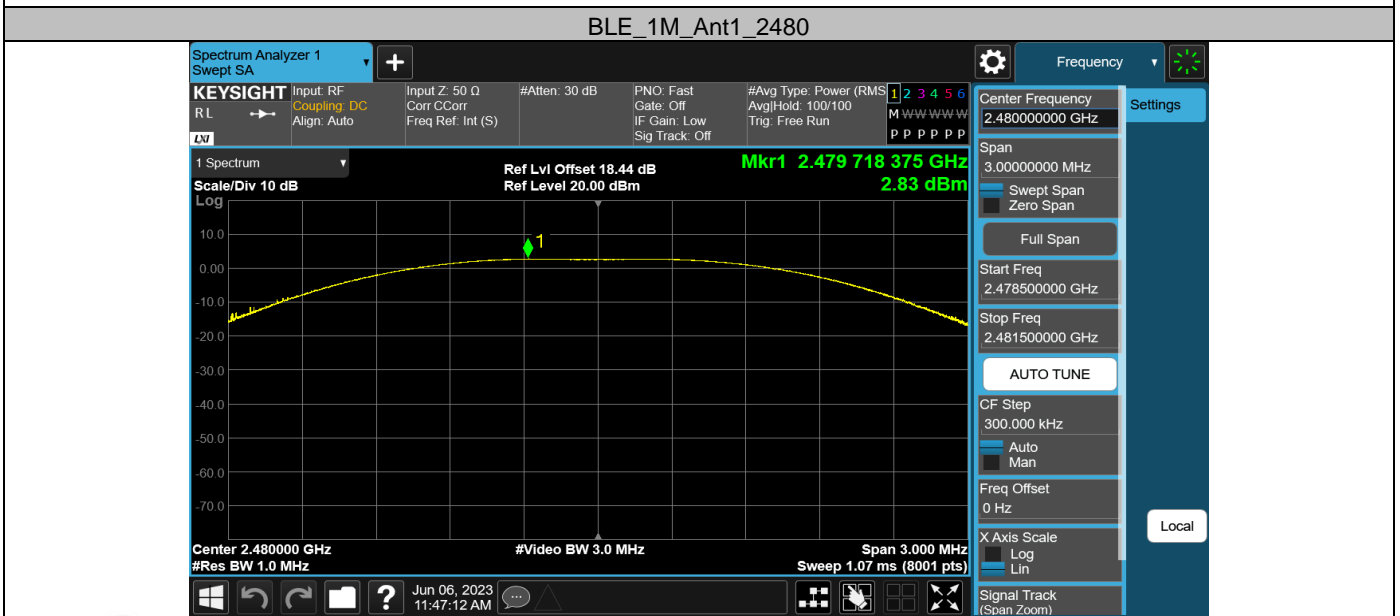 BLE_1M_Ant1_2480
Spectrum Analyzer 1
Swept SA
Frequency
KEYSIGHT
RL
LXI
Input: RF
Coupling: DC
Align: Auto
Input Z: 50 Ω
Corr CCorr
Freq Ref: Int (S)
#Atten: 30 dB
PNO: Fast
Gate: Off
IF Gain: Low
Sig Track: Off
#Avg Type: Power (RMS
Avg|Hold: 100/100
Trig: Free Run
1 2 3 4 5 6
M W W W W W
P P P P P P
1 Spectrum
Scale/Div 10 dB
Ref Lvl Offset 18.44 dB
Ref Level 20.00 dBm
Mkr1 2.479 718 375 GHz
2.83 dBm
Log
1
10.0
0.00
-10.0
-20.0
-30.0
-40.0
-50.0
-60.0
-70.0
Center 2.480000 GHz
#Res BW 1.0 MHz
#Video BW 3.0 MHz
Span 3.000 MHz
Sweep 1.07 ms (8001 pts)
Jun 06, 2023
11:47:12 AM
Center Frequency
2.480000000 GHz
Settings
Span
3.00000000 MHz
Swept Span
Zero Span
Full Span
Start Freq
2.478500000 GHz
Stop Freq
2.481500000 GHz
AUTO TUNE
CF Step
300.000 kHz
Auto
Man
Freq Offset
0 Hz
Local
X Axis Scale
Log
Lin
Signal Track
(Span Zoom)